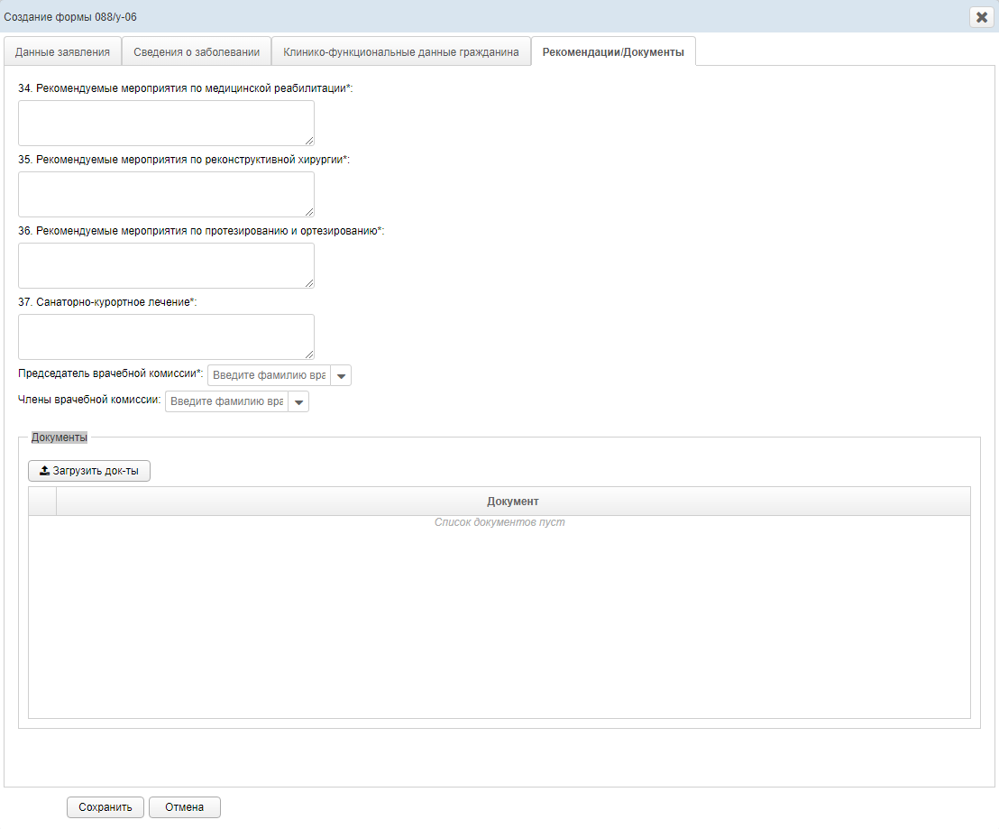 Создание формы 088/у-06
Данные заявления
Сведения о заболевании
Клинико-функциональные данные гражданина
Рекомендации/Документы
34. Рекомендуемые мероприятия по медицинской реабилитации*:
35. Рекомендуемые мероприятия по реконструктивной хирургии*:
36. Рекомендуемые мероприятия по протезированию и ортезированию*:
37. Санаторно-курортное лечение*:
Председатель врачебной комиссии*: Введите фамилию вра
Члены врачебной комиссии: Введите фамилию вра
Документы
Загрузить док-ты
Документ
Список документов пуст
Сохранить Отмена